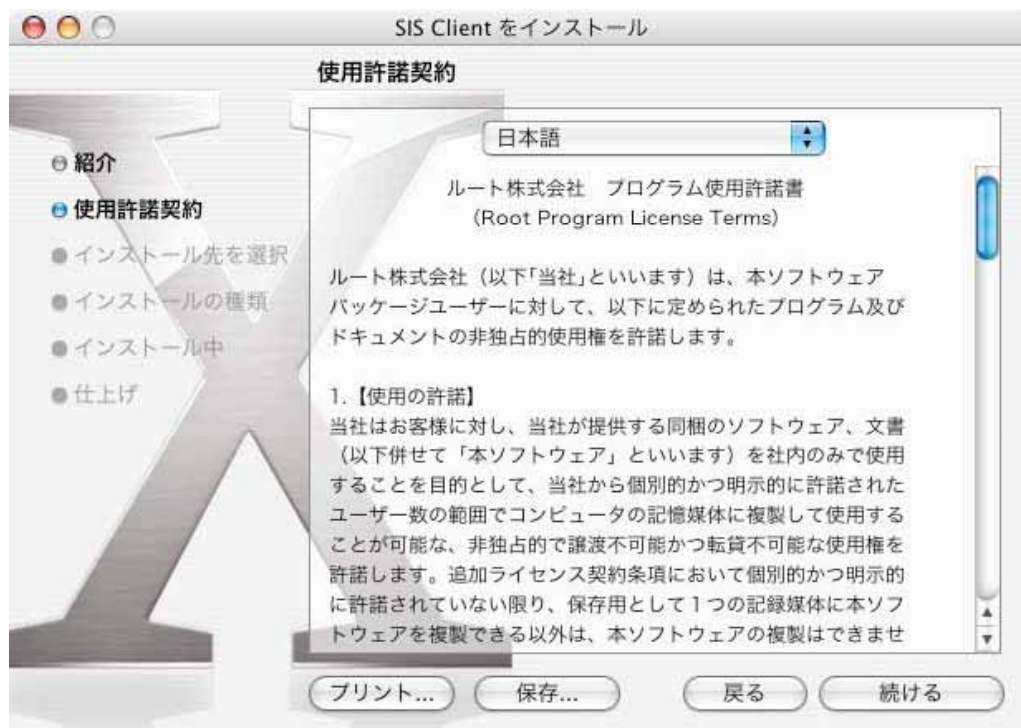 SIS Client をインストール
使用許諾契約
紹介
使用許諾契約
インストール先を選択
インストールの種類
インストール中
仕上げ
日本語
ルート株式会社　プログラム使用許諾書
（Root Program License Terms）
ルート株式会社（以下｢当社｣といいます）は、本ソフトウェア
パッケージユーザーに対して、以下に定められたプログラム及び
ドキュメントの非独占的使用権を許諾します。
1.【使用の許諾】
当社はお客様に対し、当社が提供する同梱のソフトウェア、文書
（以下併せて「本ソフトウェア」といいます）を社内のみで使用
することを目的として、当社から個別的かつ明示的に許諾された
ユーザー数の範囲でコンピュータの記憶媒体に複製して使用する
ことが可能な、非独占的で譲渡不可能かつ転貸不可能な使用権を
許諾します。追加ライセンス契約条項において個別的かつ明示的
に許諾されていない限り、保存用として１つの記録媒体に本ソフ
トウェアを複製できる以外は、本ソフトウェアの複製はできませ
プリント...
保存...
戻る
続ける